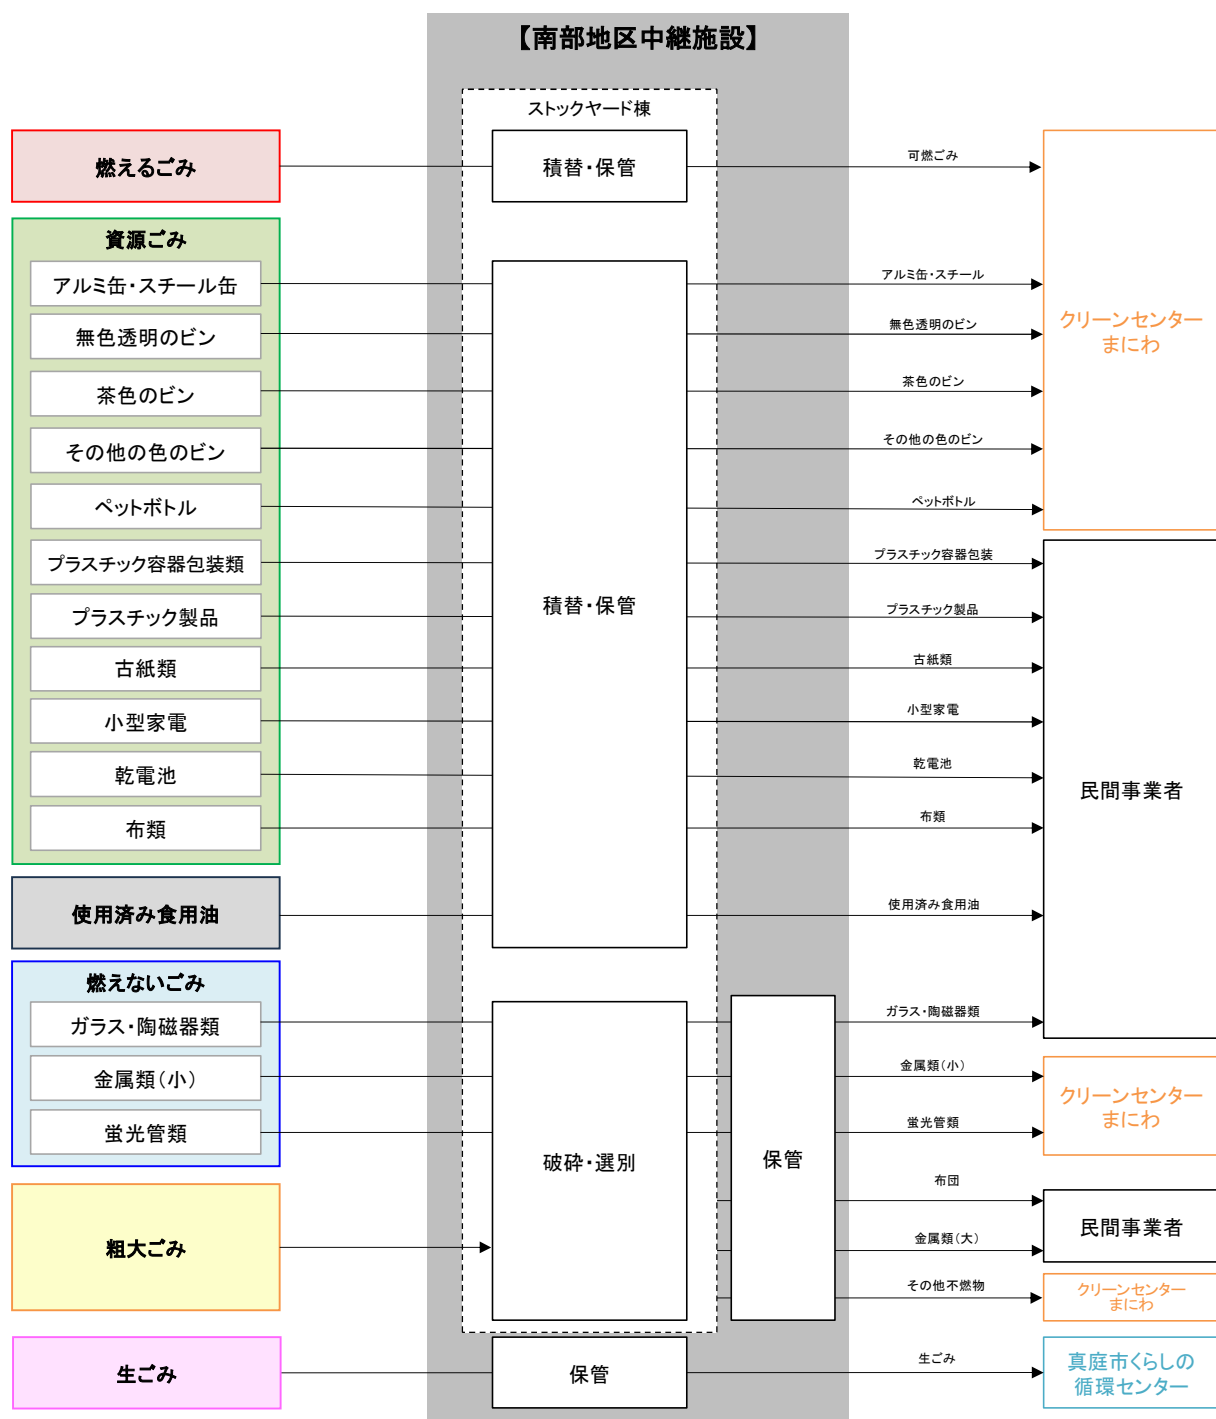 【南部地区中継施設】
ストックヤード棟
燃えるごみ
積替・保管
可燃ごみ
資源ごみ
アルミ缶・スチール缶
無色透明のビン
茶色のビン
その他の色のビン
ペットボトル
プラスチック容器包装類
プラスチック製品
古紙類
小型家電
乾電池
布類
使用済み食用油
積替・保管
アルミ缶・スチール
無色透明のビン
茶色のビン
その他の色のビン
ペットボトル
クリーンセンター
まにわ
プラスチック容器包装
プラスチック製品
古紙類
小型家電
乾電池
布類
使用済み食用油
ガラス・陶磁器類
民間事業者
燃えないごみ
ガラス・陶磁器類
金属類(小)
蛍光管類
粗大ごみ
破砕・選別
保管
金属類(小)
蛍光管類
クリーンセンター
まにわ
布団
金属類(大)
民間事業者
その他不燃物
クリーンセンター
まにわ
生ごみ
保管
生ごみ
真庭市くらしの
循環センター